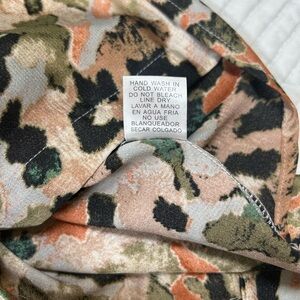 HAND WASH IN
COLD WATER
DO NOT BLEACH
LINE DRY
LAVAR A MANO
EN AGUA FRIA
NO USE
BLANQUEADOR
SECAR COLGADO